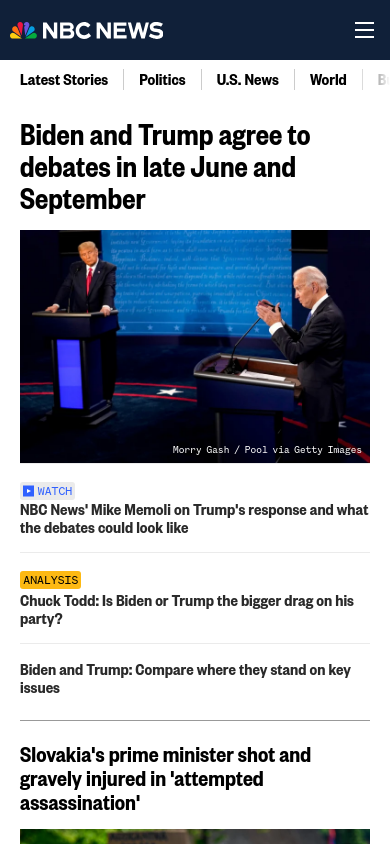 NBC NEWS
Latest Stories
Politics
U.S. News
World
Biden and Trump agree to
debates in late June and
September
Morry Gash / Pool via Getty Images
WATCH
NBC News' Mike Memoli on Trump's response and what
the debates could look like
ANALYSIS
Chuck Todd: Is Biden or Trump the bigger drag on his
party?
Biden and Trump: Compare where they stand on key
issues
Slovakia's prime minister shot and
gravely injured in 'attempted
assassination'